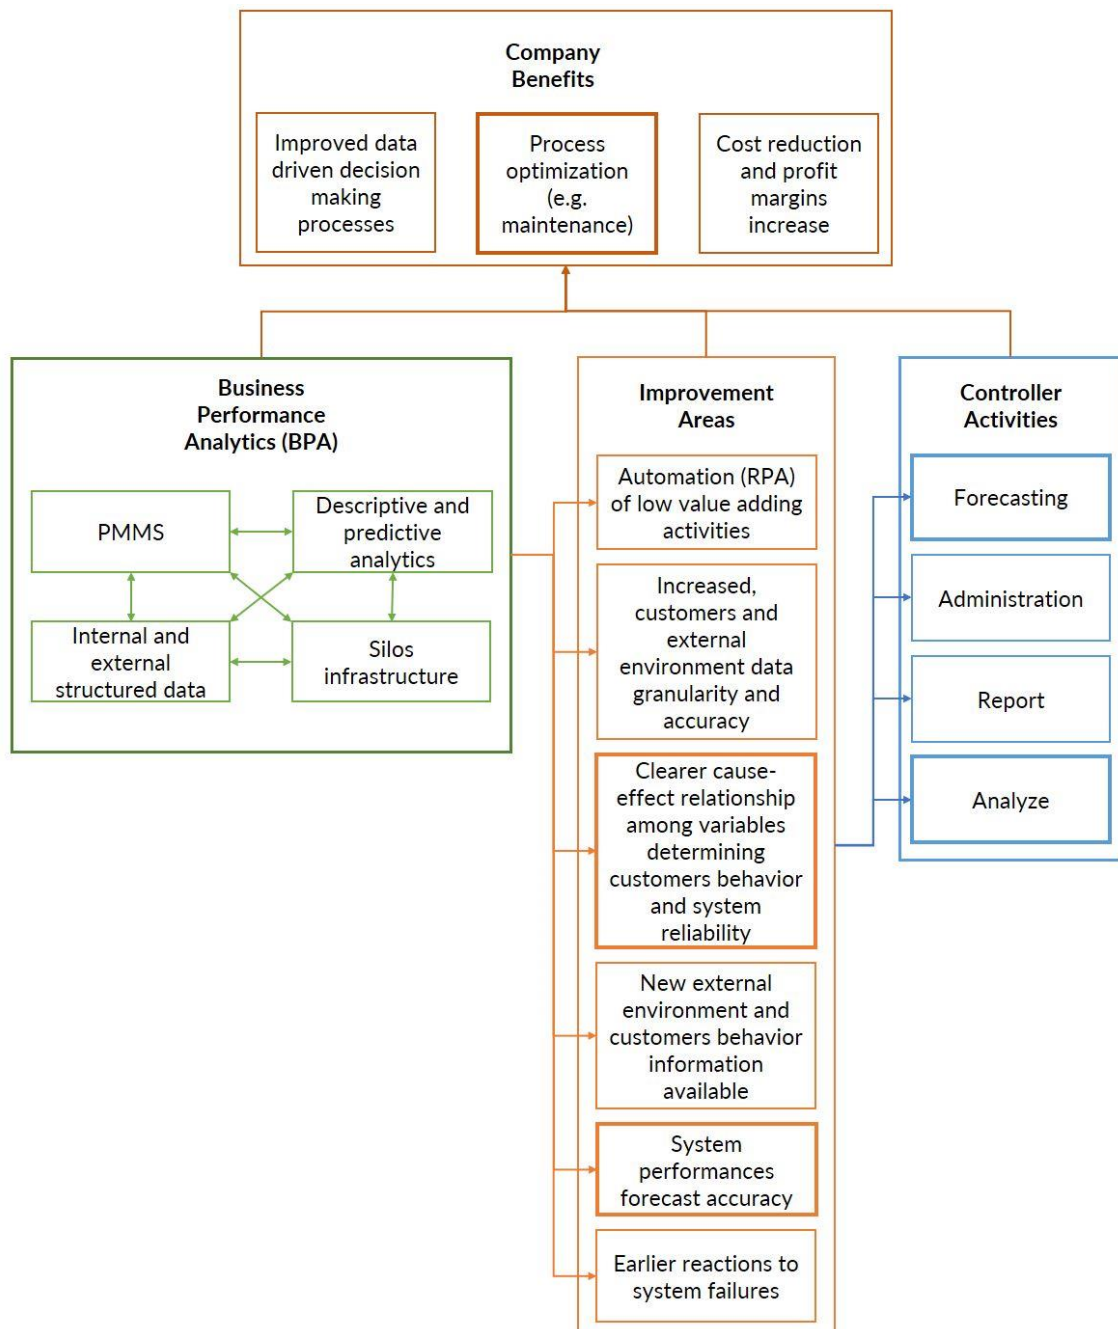 Company
Benefits
Improved data
driven decision
making
processes
Process
optimization
(e.g.
maintenance)
Cost reduction
and profit
margins
increase
Business
Performance
Analytics (BPA)
PMMS
Descriptive and
predictive
analytics
Internal and
external
structured data
Silos
infrastructure
Improvement
Areas
Automation (RPA)
of low value adding
activities
Increased,
customers and
external
environment data
granularity and
accuracy
Clearer cause-
effect relationship
among variables
determining
customers behavior
and system
reliability
New external
environment and
customers behavior
information
available
System
performances
forecast accuracy
Earlier reactions to
system failures
Controller
Activities
Forecasting
Administration
Report
Analyze